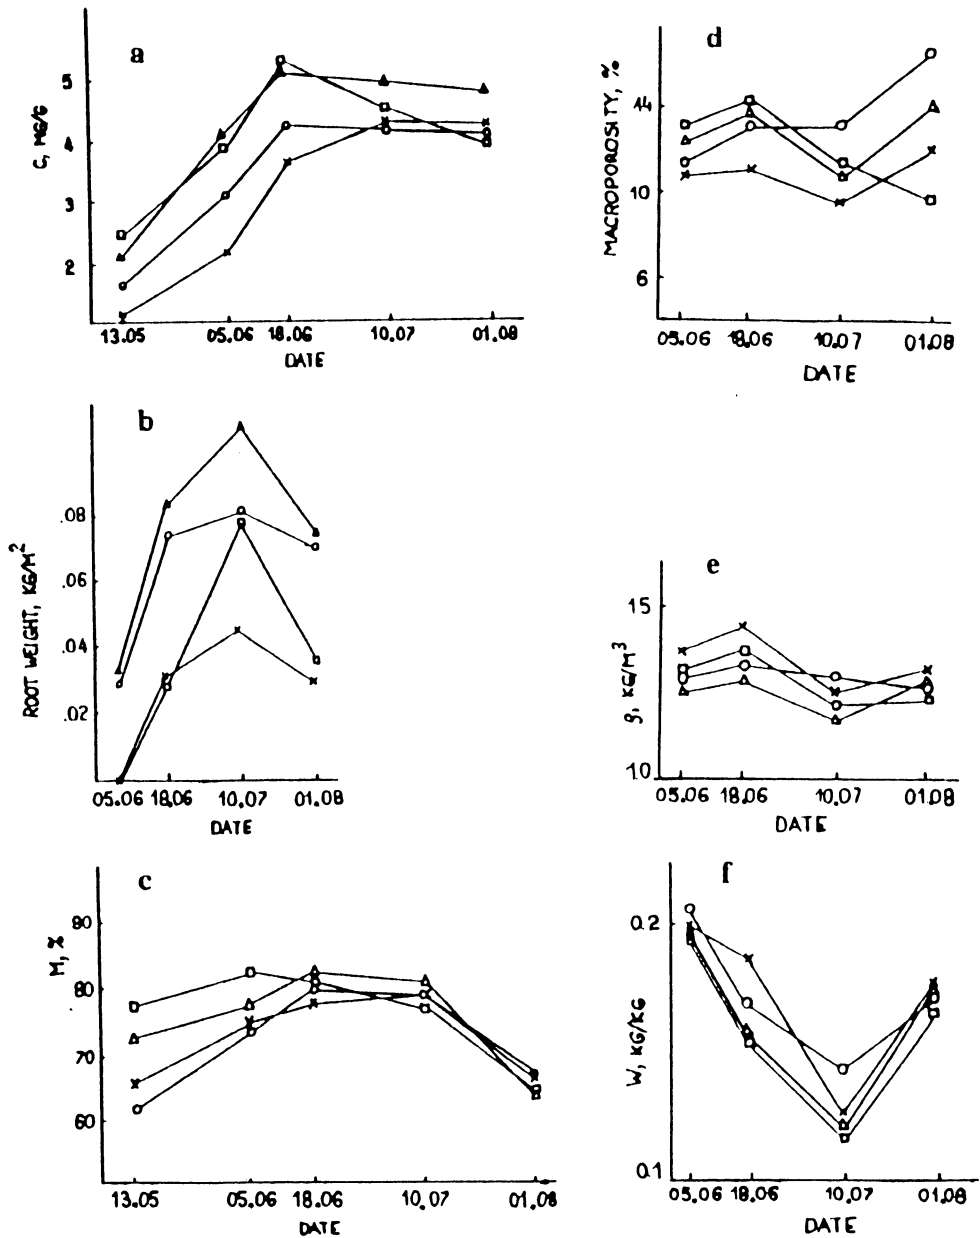 a
5
4
3
2
C, MG/G
13.05 05.06 18.06 10.07 01.08
DATE
b
.08
.06
.04
.02
ROOT WEIGHT, KG/M²
05.06 18.06 10.07 01.08
DATE
c
90
80
70
60
M, %
13.05 05.06 18.06 10.07 01.08
DATE
d
14
10
6
MACROPOROSITY, %
05.06 18.06 10.07 01.08
DATE
e
15
10
ρ, KG/M³
05.06 18.06 10.07 01.08
DATE
f
0.2
0.1
W, KG/KG
05.06 18.06 10.07 01.08
DATE